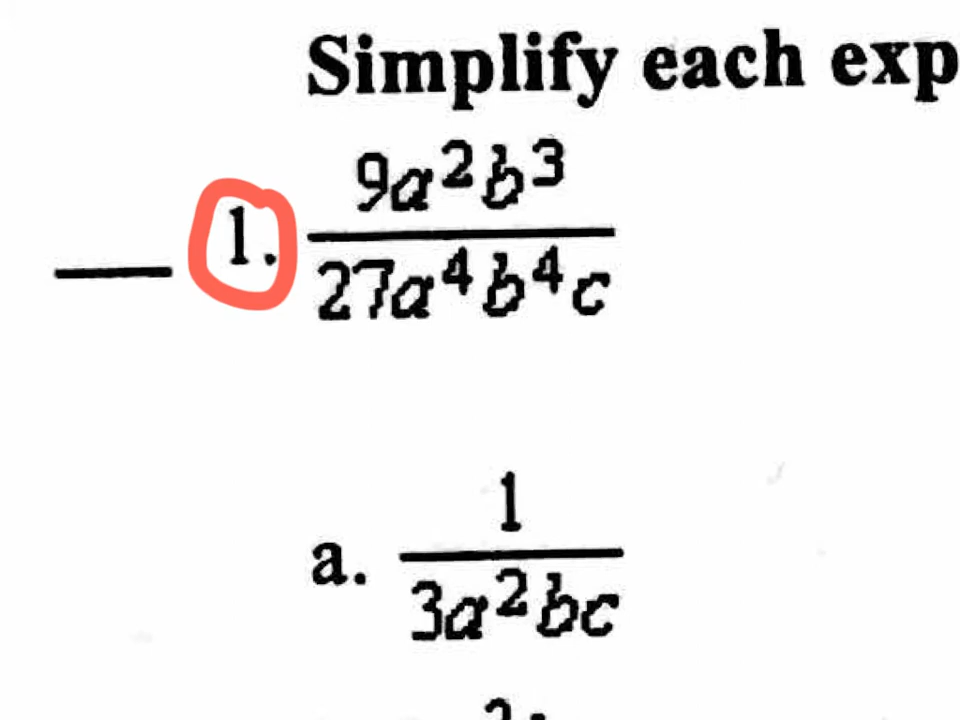 Simplify each exp
1. 9a²b³
27a⁴b⁴c
a. 1
3a²bc